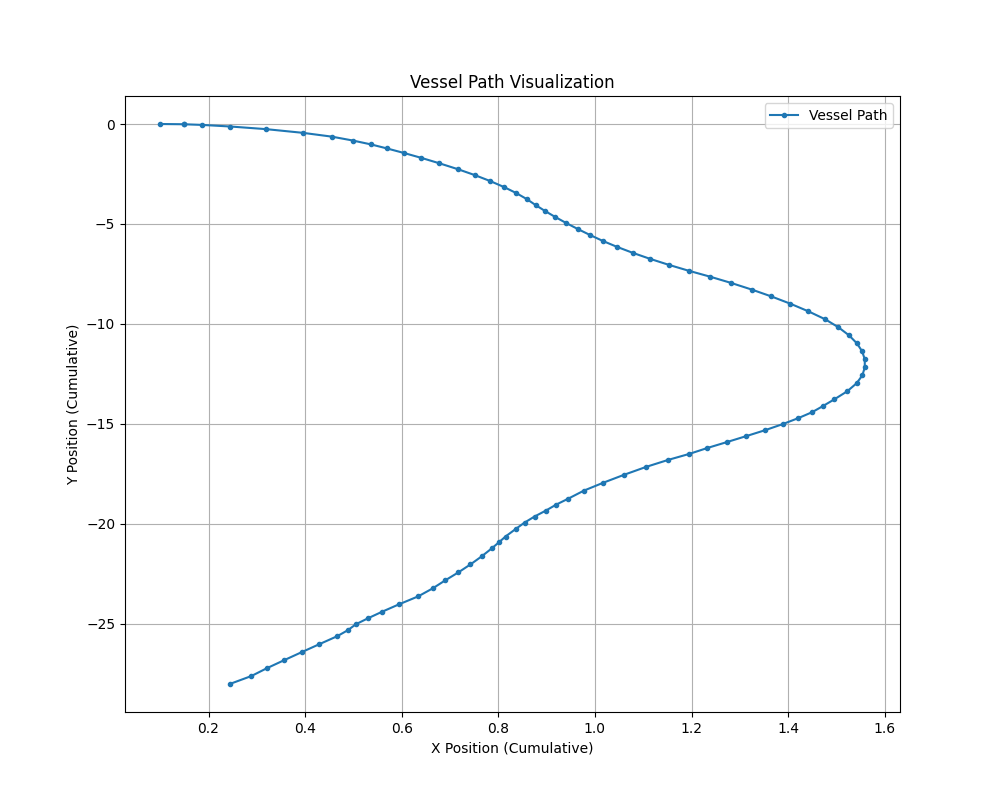 Vessel Path Visualization
Vessel Path
0
−5
−10
−15
−20
−25
Y Position (Cumulative)
0.2 0.4 0.6 0.8 1.0 1.2 1.4 1.6
X Position (Cumulative)